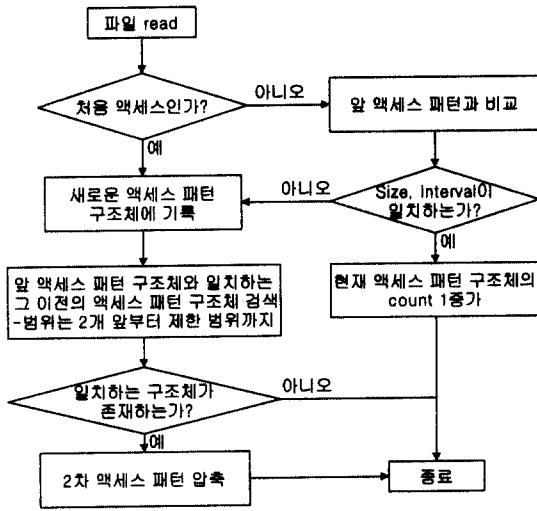 파일 read
처음 액세스인가?
아니오
앞 액세스 패턴과 비교
예
새로운 액세스 패턴
구조체에 기록
아니오
Size, Interval이
일치하는가?
예
앞 액세스 패턴 구조체와 일치하는
그 이전의 액세스 패턴 구조체 검색
-범위는 2개 앞부터 제한 범위까지
현재 액세스 패턴 구조체의
count 1증가
일치하는 구조체가
존재하는가?
아니오
예
2차 액세스 패턴 압축
종료